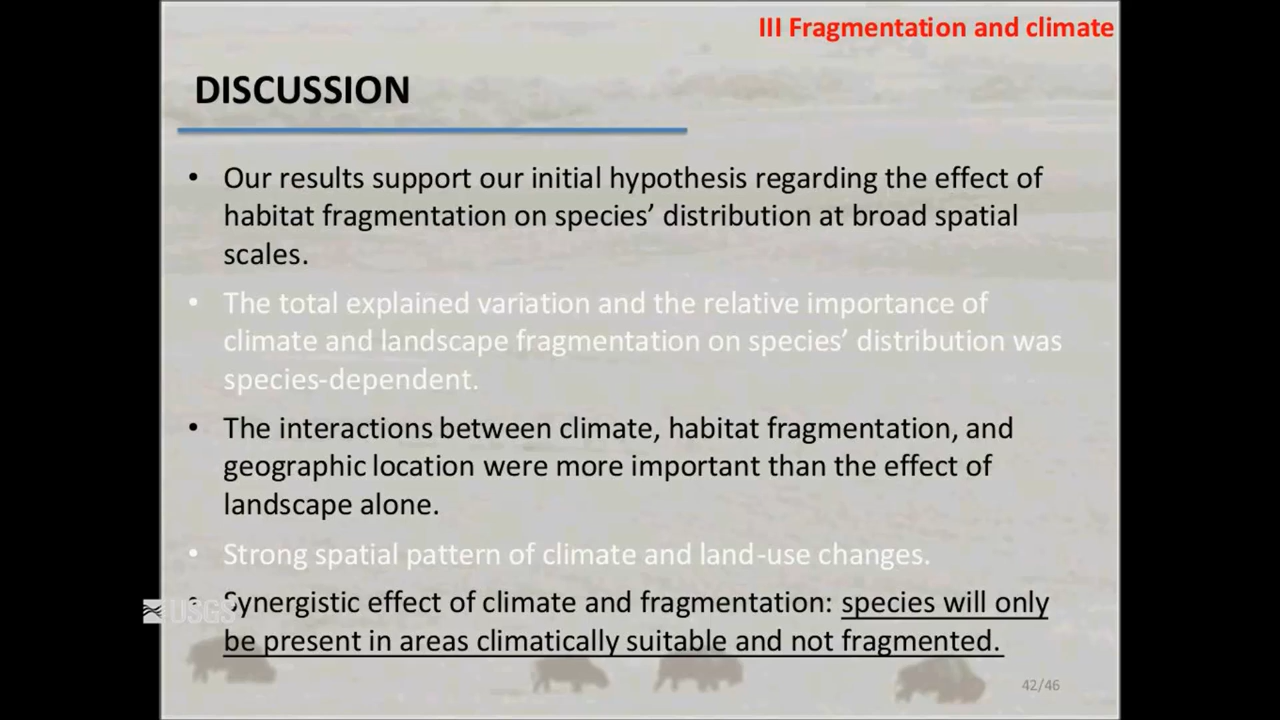 III Fragmentation and climate
DISCUSSION
• Our results support our initial hypothesis regarding the effect of
habitat fragmentation on species’ distribution at broad spatial
scales.
• The total explained variation and the relative importance of
climate and landscape fragmentation on species’ distribution was
species-dependent.
• The interactions between climate, habitat fragmentation, and
geographic location were more important than the effect of
landscape alone.
• Strong spatial pattern of climate and land-use changes.
• Synergistic effect of climate and fragmentation: species will only
be present in areas climatically suitable and not fragmented.
USGS
42/46